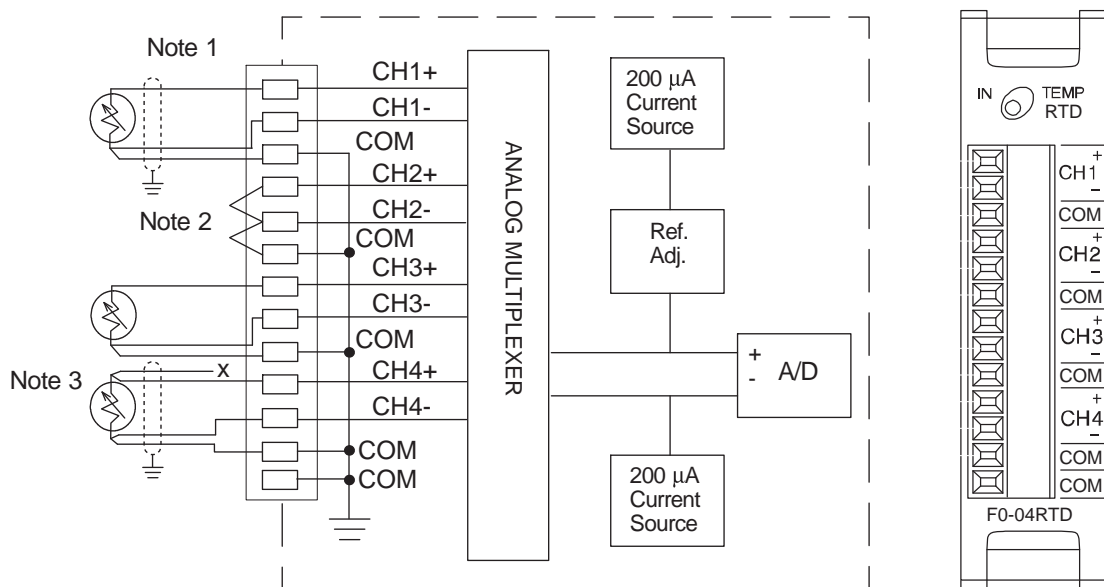 Note 1
CH1+
CH1-
COM
CH2+
Note 2
CH2-
COM
CH3+
CH3-
COM
Note 3
x
CH4+
CH4-
COM
COM
ANALOG MULTIPLEXER
200 μA
Current
Source
Ref.
Adj.
+
-
A/D
200 μA
Current
Source
IN
TEMP
RTD
+
CH1
-
COM
+
CH2
-
COM
+
CH3
-
COM
+
CH4
-
COM
COM
F0-04RTD